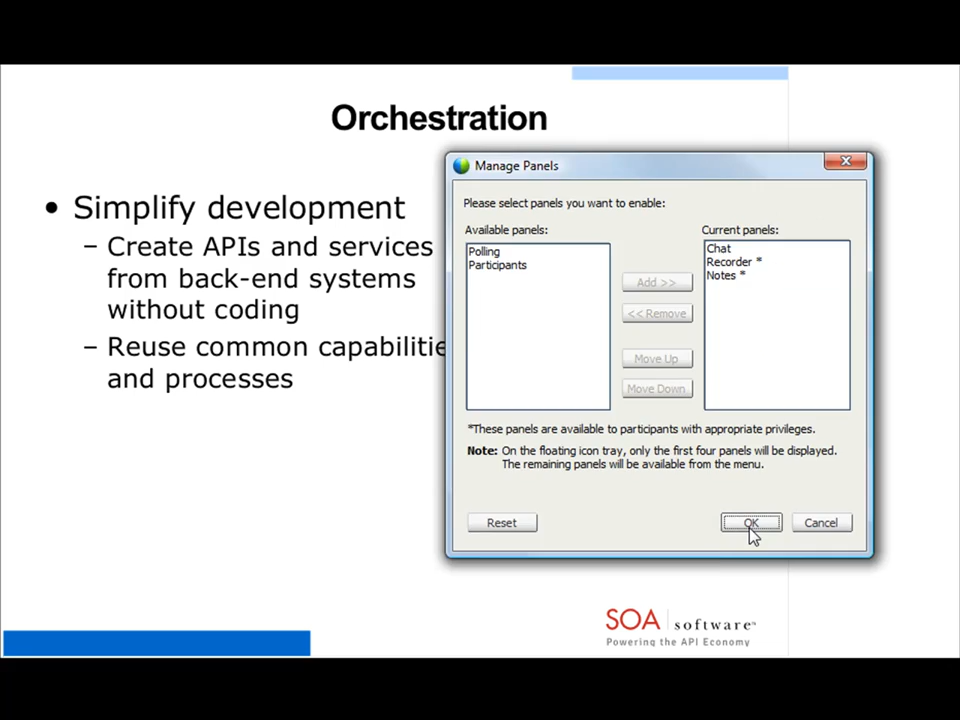 Orchestration
• Simplify development
– Create APIs and services
from back-end systems
without coding
– Reuse common capabilitie
and processes
Manage Panels
Please select panels you want to enable:
Available panels:
Polling
Participants
Add >>
<< Remove
Move Up
Move Down
Current panels:
Chat
Recorder *
Notes *
*These panels are available to participants with appropriate privileges.
Note: On the floating icon tray, only the first four panels will be displayed.
The remaining panels will be available from the menu.
Reset
OK
Cancel
SOA software™
Powering the API Economy